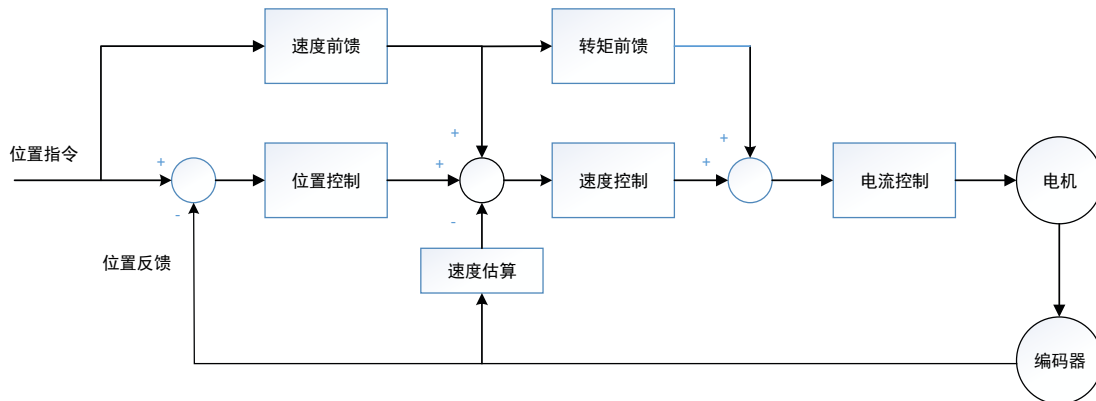 速度前馈
转矩前馈
+
+
位置指令
+
+
+
位置控制
速度控制
电流控制
电机
-
-
位置反馈
速度估算
编码器